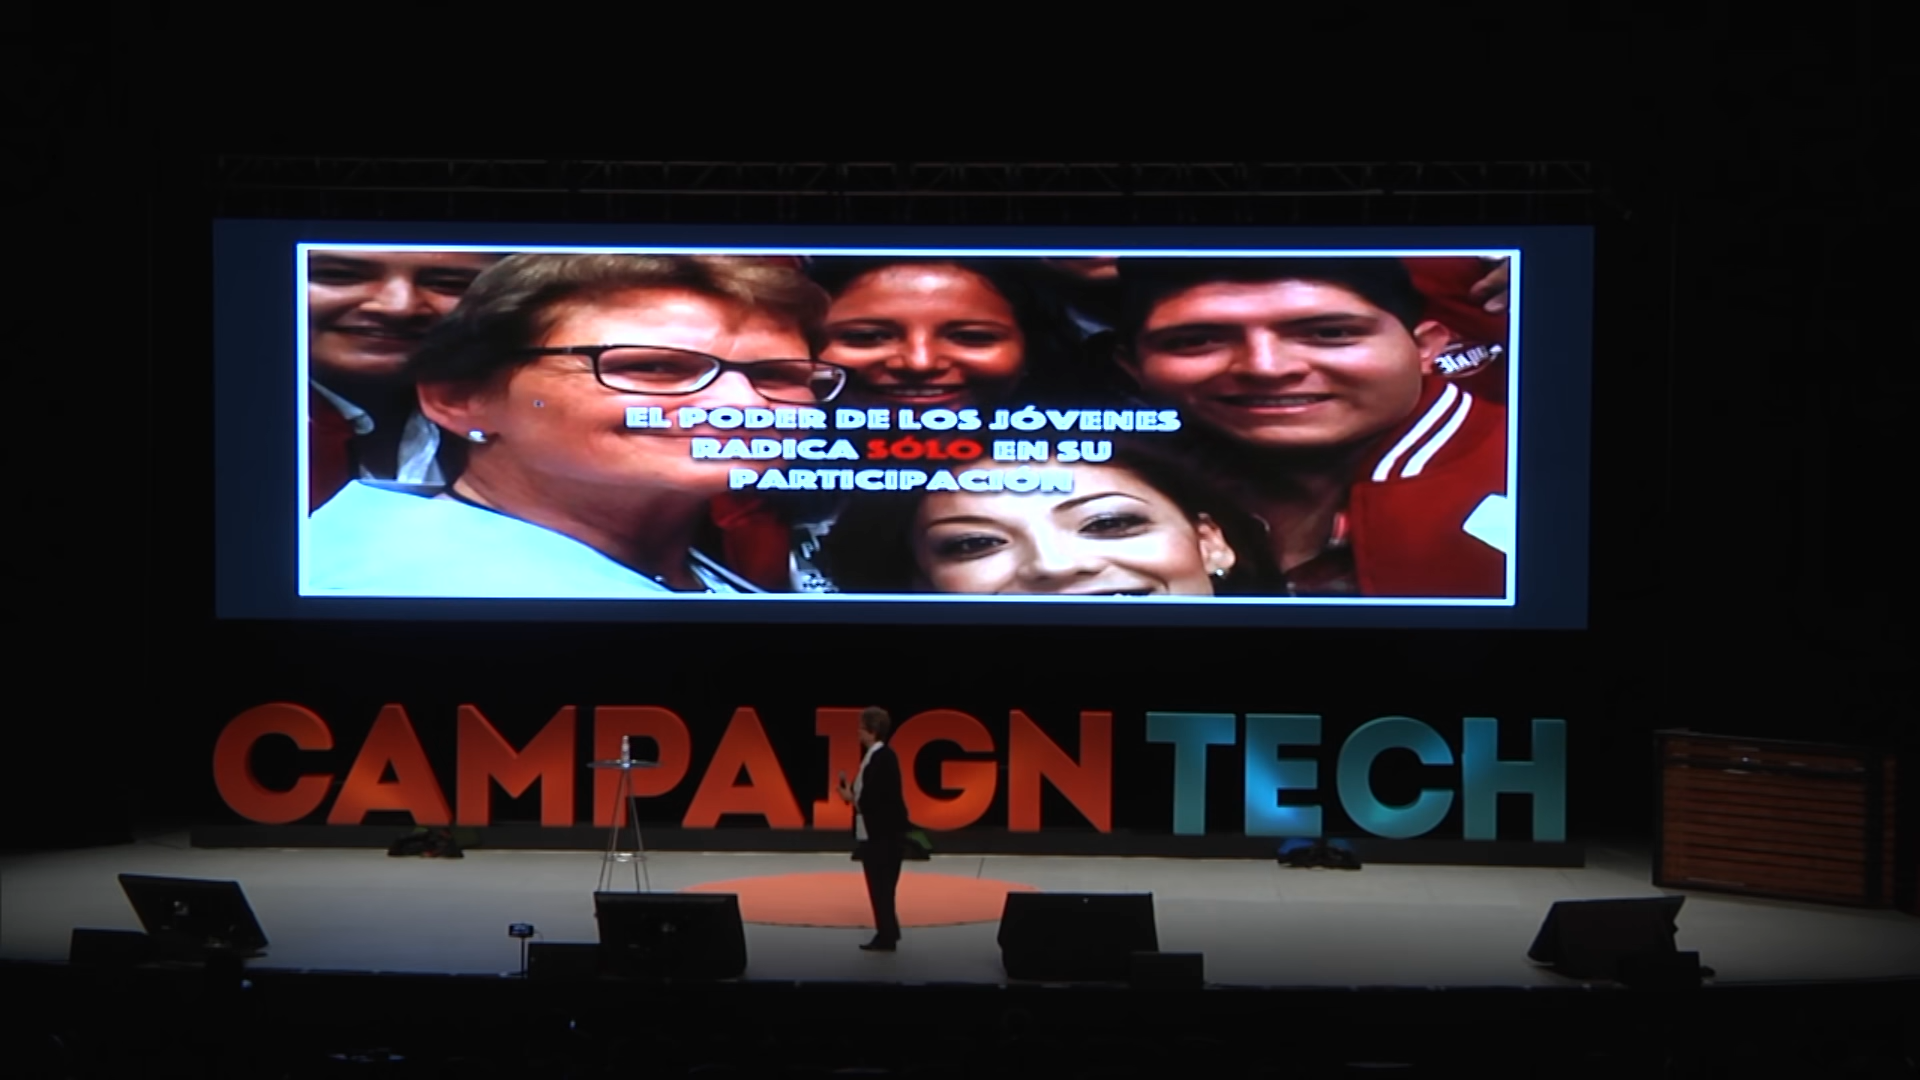 EL PODER DE LOS JÓVENES
RADICA SÓLO EN SU
PARTICIPACIÓN
CAMPAIGN TECH